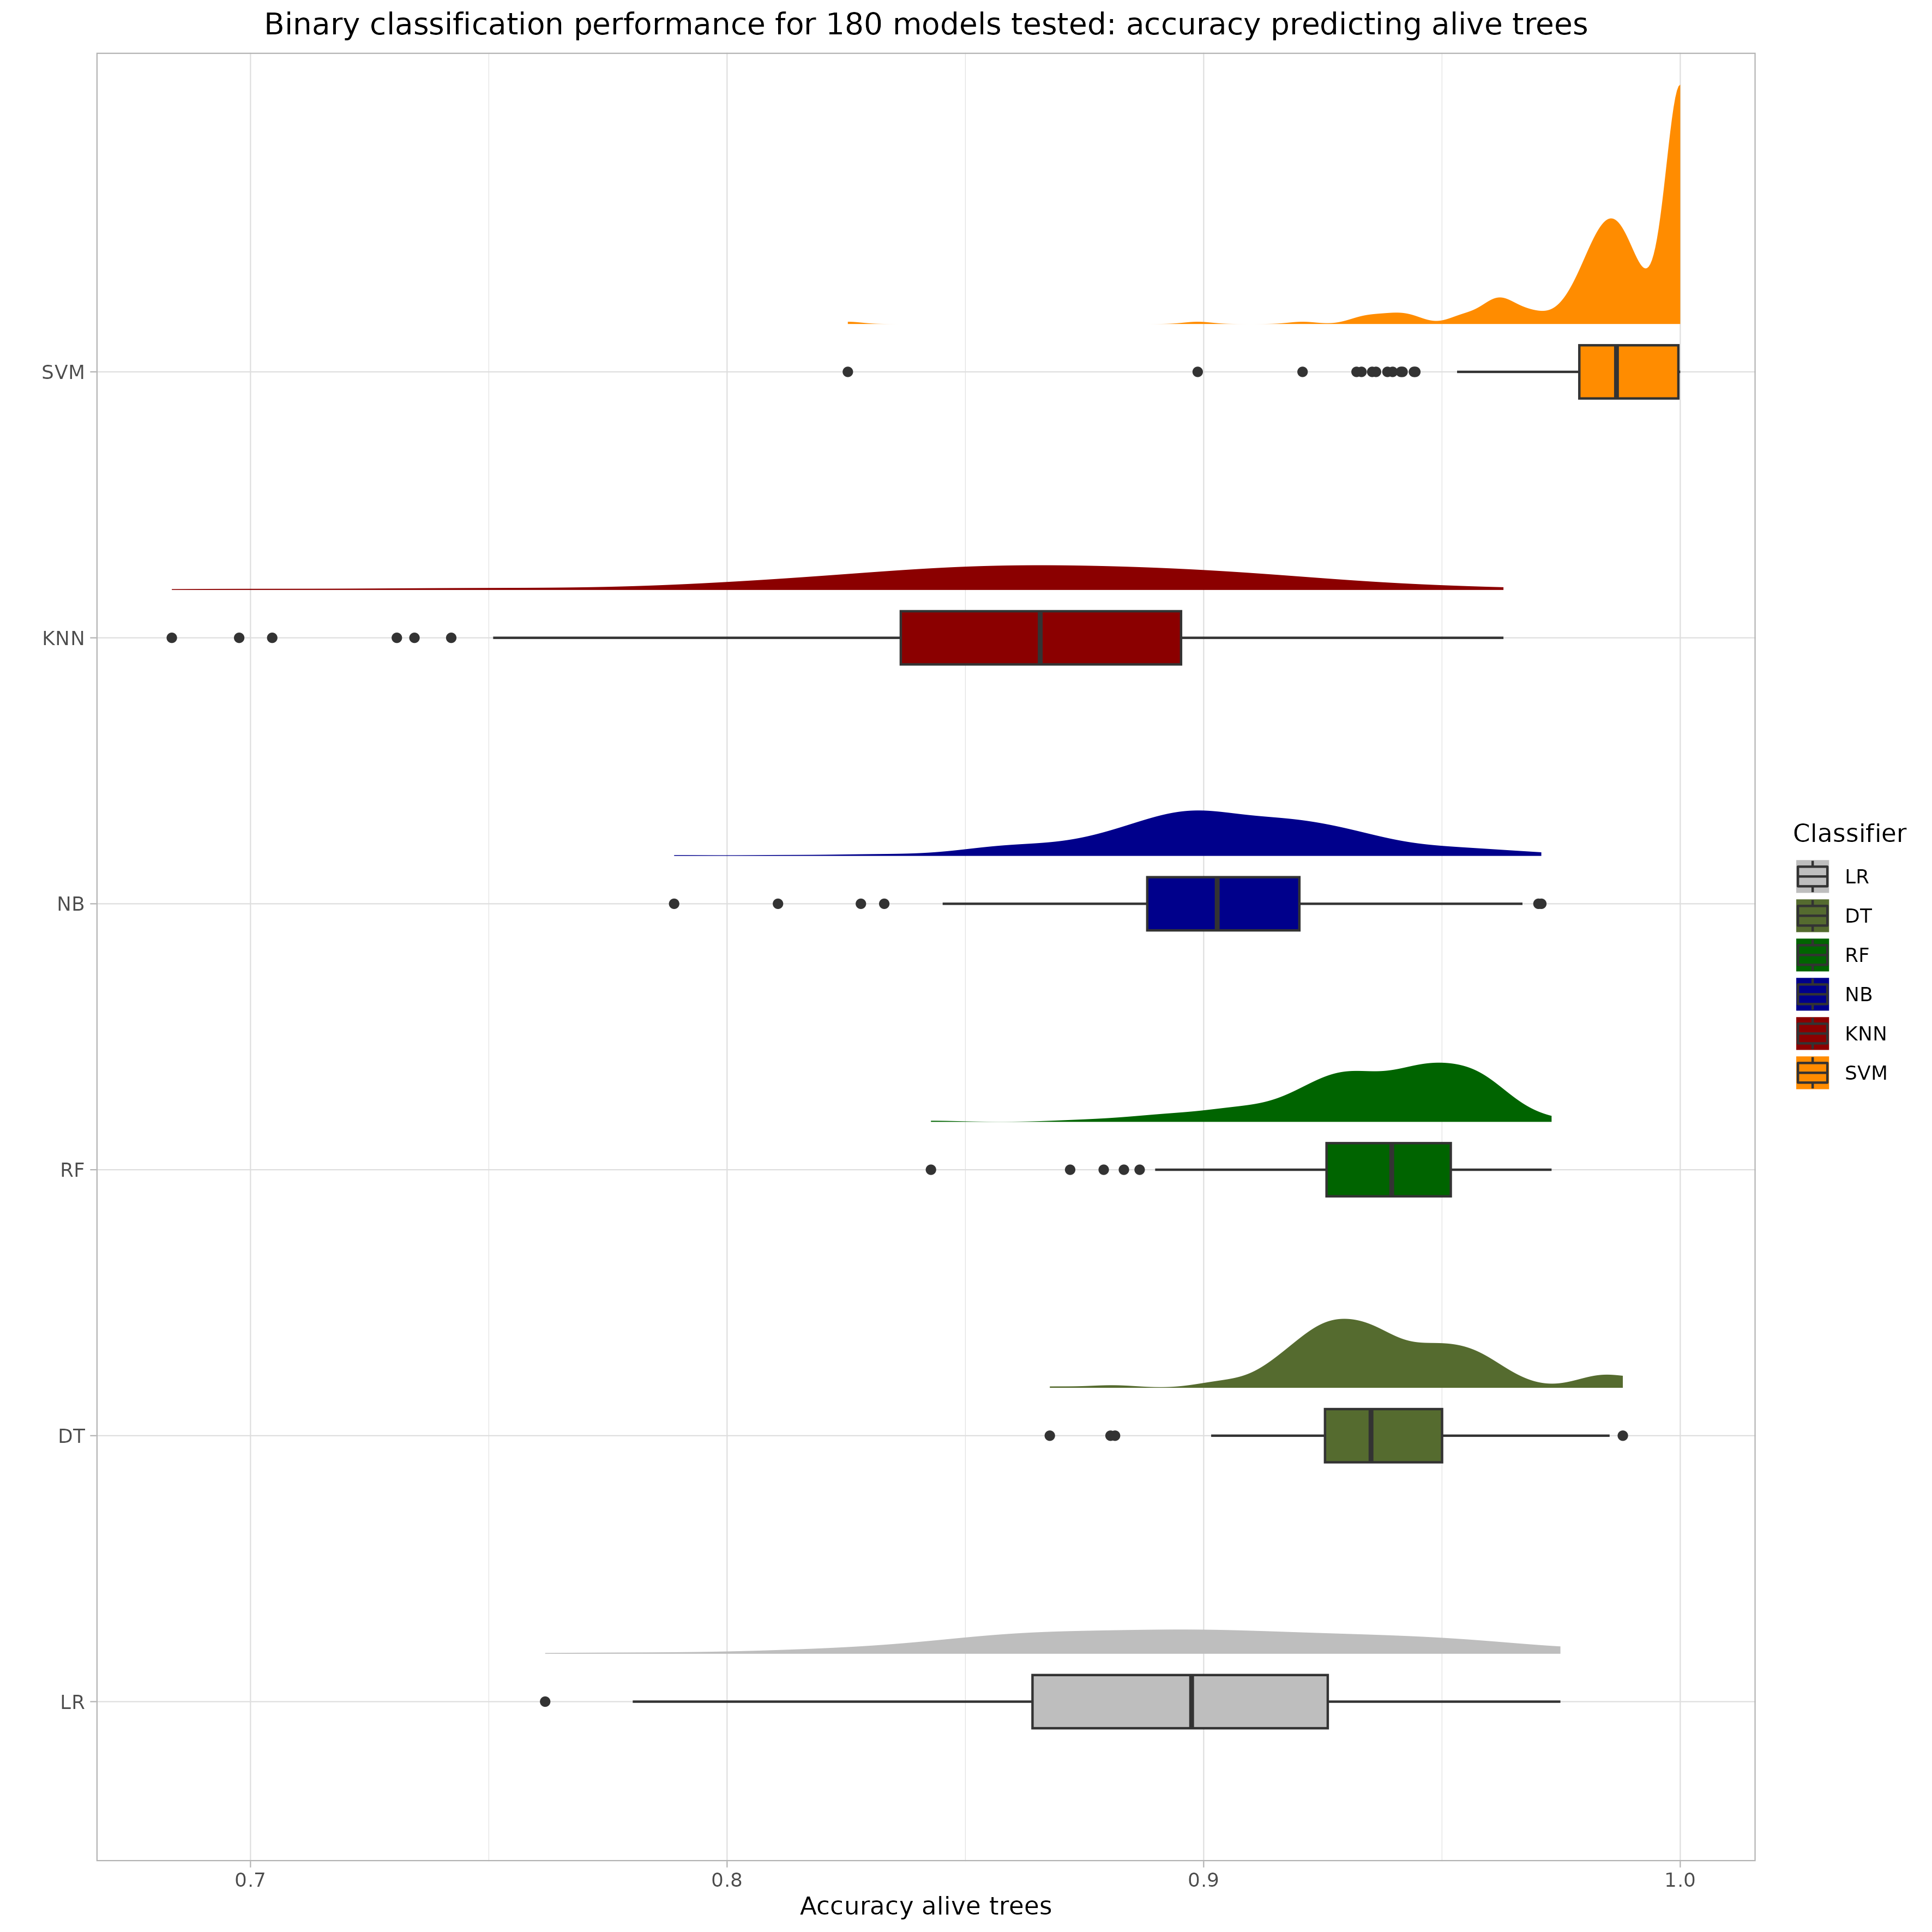 Binary classification performance for 180 models tested: accuracy predicting alive trees
SVM
KNN
NB
RF
DT
LR
0.7
0.8
0.9
1.0
Accuracy alive trees
Classifier
LR
DT
RF
NB
KNN
SVM